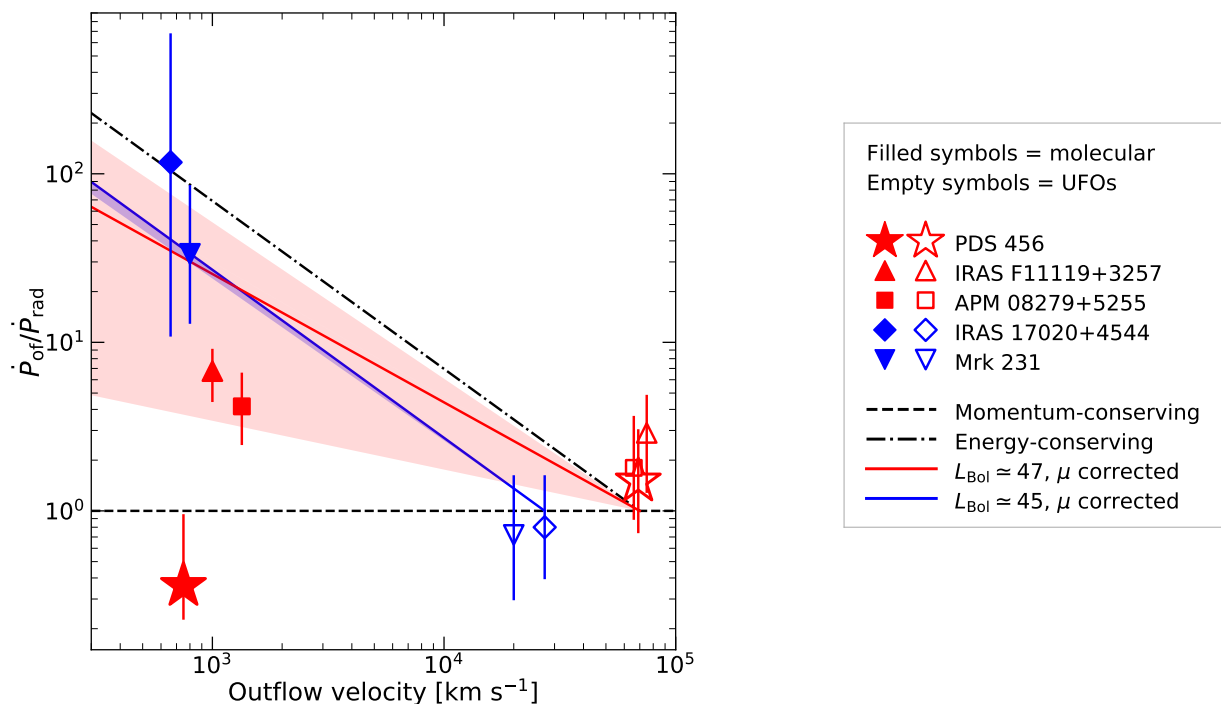 10²
10¹
10⁰
Ṗof/Ṗrad
10³
10⁴
10⁵
Outflow velocity [km s⁻¹]
Filled symbols = molecular
Empty symbols = UFOs
PDS 456
IRAS F11119+3257
APM 08279+5255
IRAS 17020+4544
Mrk 231
Momentum-conserving
Energy-conserving
L_Bol ≃ 47, μ corrected
L_Bol ≃ 45, μ corrected